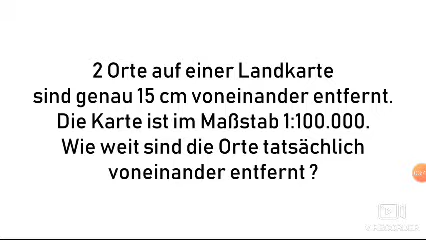 2 Orte auf einer Landkarte
sind genau 15 cm voneinander entfernt.
Die Karte ist im Maßstab 1:100.000.
Wie weit sind die Orte tatsächlich
voneinander entfernt ?